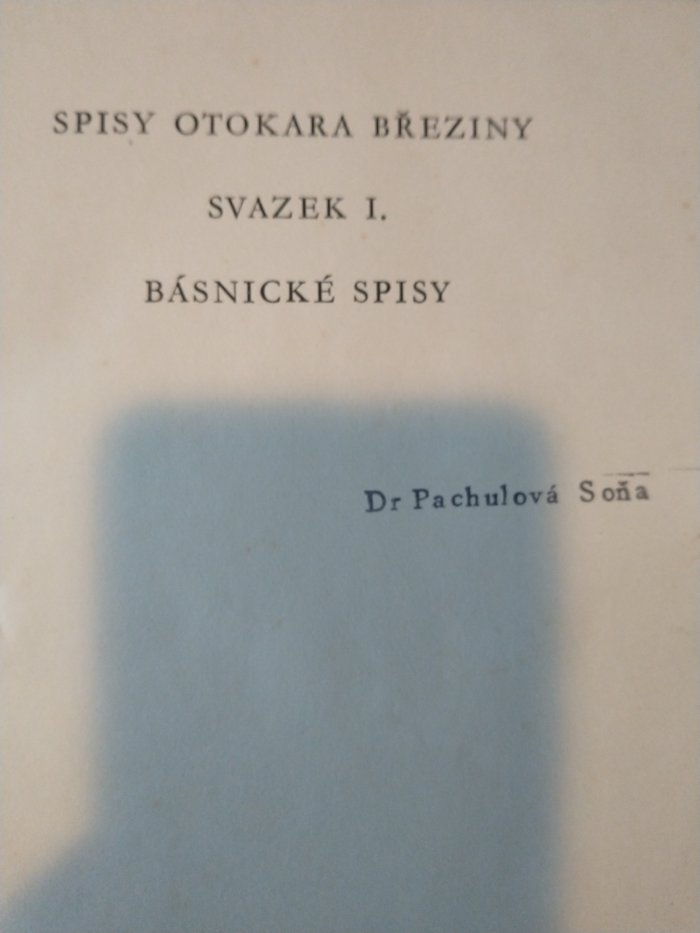 SPISY OTOKARA BŘEZINY
SVAZEK I.
BÁSNICKÉ SPISY
Dr Pachulová Soňa